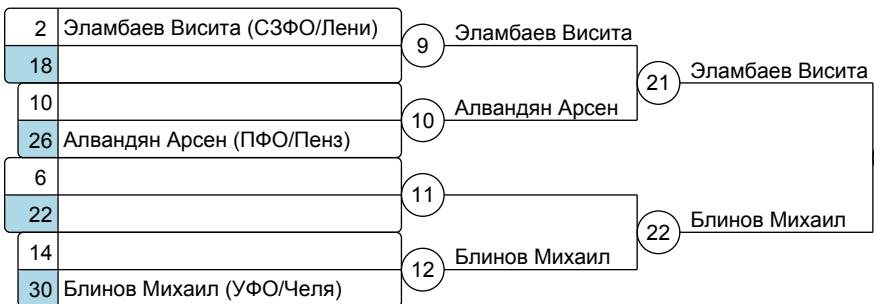 2 Эламбаев Висита (СЗФО/Лени)
9 Эламбаев Висита
18
21 Эламбаев Висита
10
10 Алвандян Арсен
26 Алвандян Арсен (ПФО/Пенз)
6
11
22
22 Блинов Михаил
14
12 Блинов Михаил
30 Блинов Михаил (УФО/Челя)